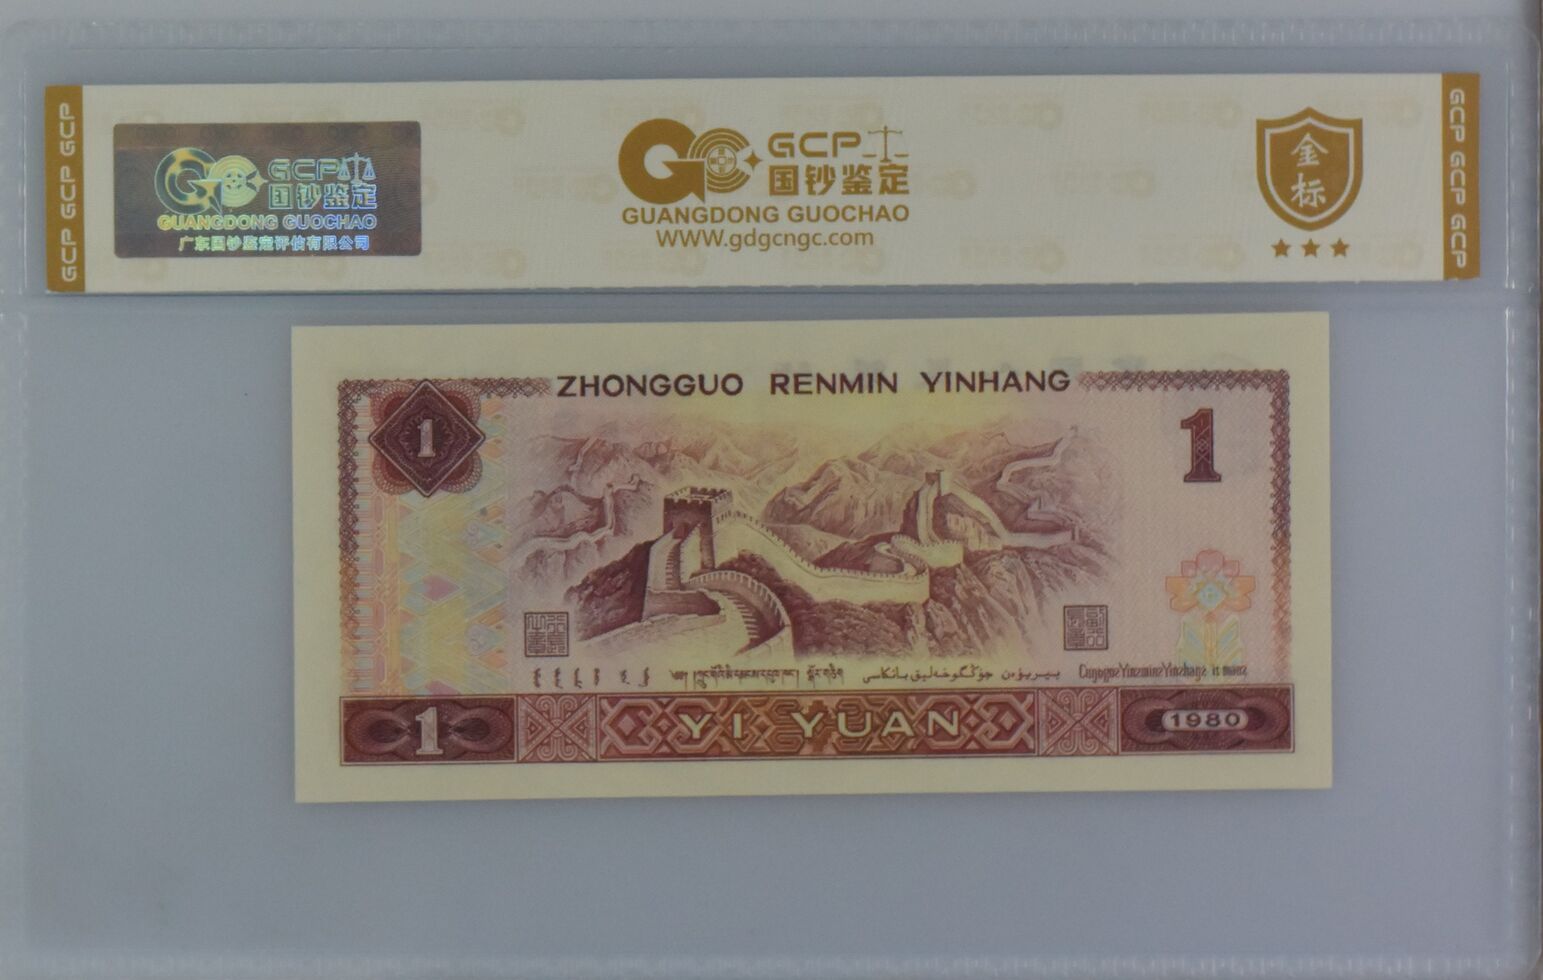 GCP GCP GCP
GCP 国钞鉴定
GUANGDONG GUOCHAO
广东国钞鉴定评估有限公司
GCP
国钞鉴定
GUANGDONG GUOCHAO
WWW.gdgcngc.com
金标
GCP GCP GCP
ZHONGGUO RENMIN YINHANG
1
1
1
YI YUAN
1980